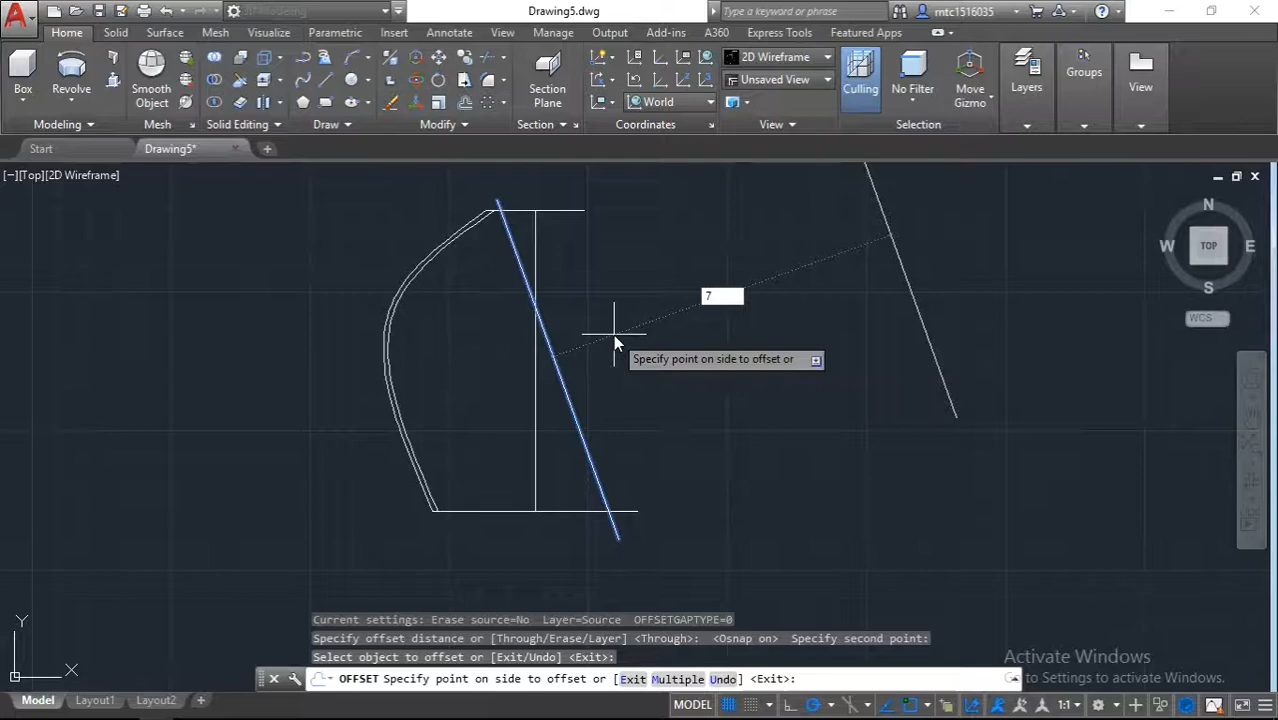 Drawing5.dwg
Type a keyword or phrase
rmtc1516035
Home Solid Surface Mesh Visualize Parametric Insert Annotate View Manage Output Add-ins A360 Express Tools Featured Apps
Box Revolve Smooth Object Section Plane 2D Wireframe Unsaved View World Culling No Filter Move Gizmo Layers Groups View
Modeling Mesh Solid Editing Draw Modify Section Coordinates View Selection
Start Drawing5*
[−][Top][2D Wireframe]
N
W TOP E
S
WCS
7
Specify point on side to offset or
Current settings: Erase source=No Layer=Source OFFSETGAPTYPE=0
Specify offset distance or [Through/Erase/Layer] <Through>: <Osnap on> Specify second point:
Select object to offset or [Exit/Undo] <Exit>:
OFFSET Specify point on side to offset or [Exit Multiple Undo] <Exit>:
Y
X
Activate Windows
Go to Settings to activate Windows.
Model Layout1 Layout2
MODEL 1:1